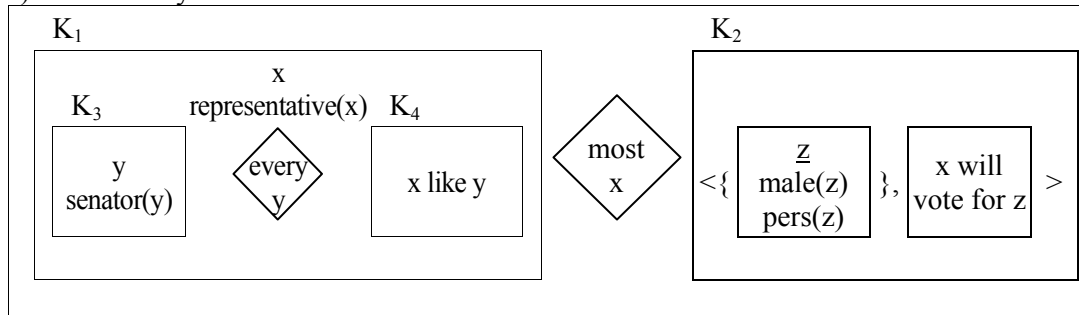 K₁
K₂
x
K₃ representative(x) K₄
y
senator(y)
every
y
x like y
most
x
<{
z
male(z)
pers(z)
},
x will
vote for z
>